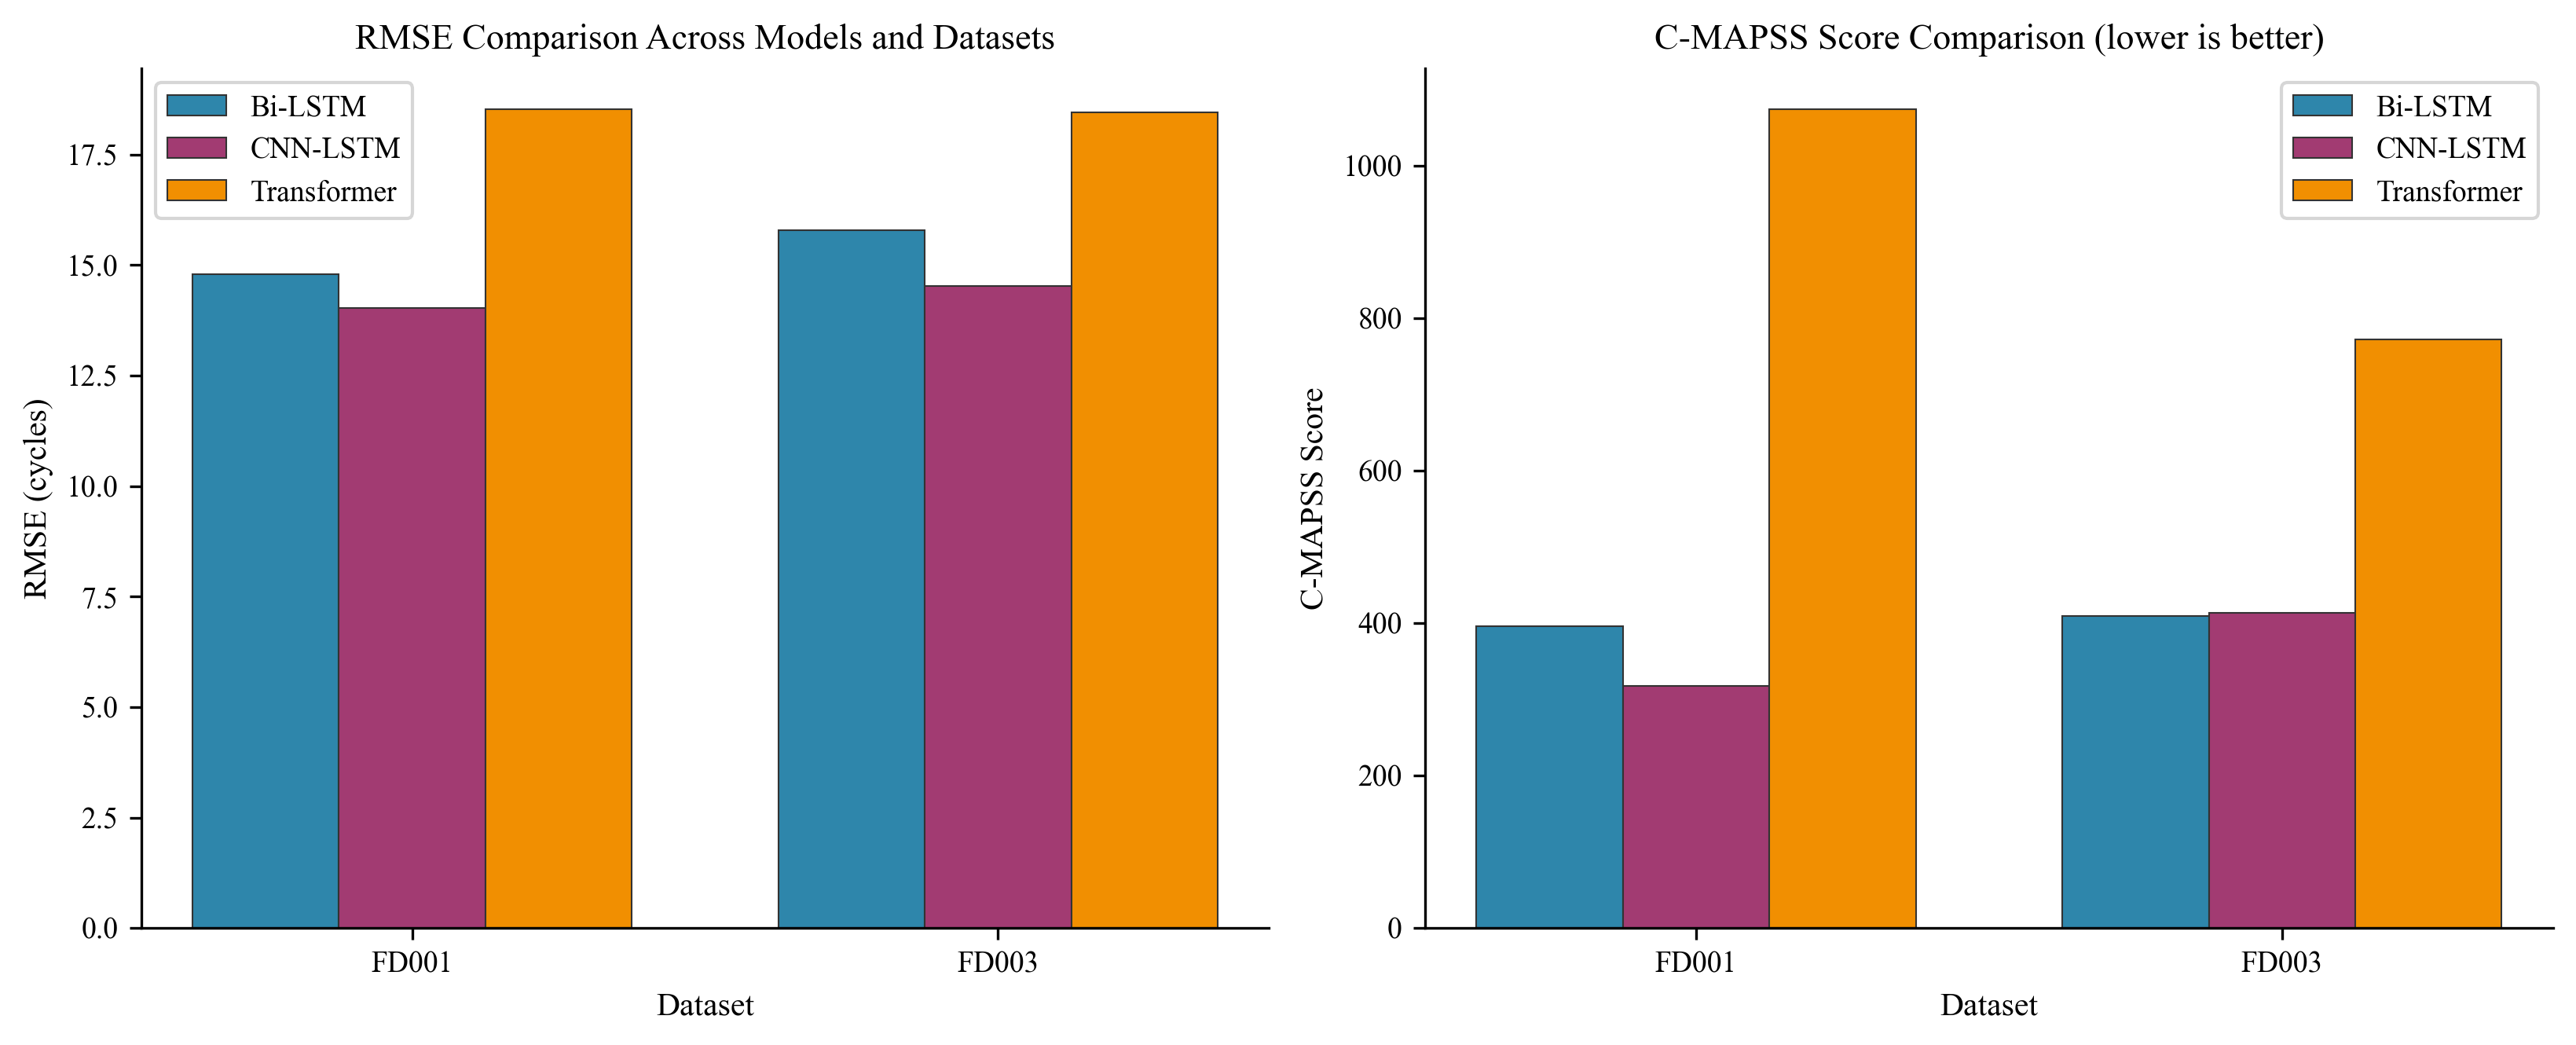 RMSE Comparison Across Models and Datasets
Bi-LSTM
CNN-LSTM
Transformer
17.5
15.0
12.5
10.0
7.5
5.0
2.5
0.0
RMSE (cycles)
FD001
FD003
Dataset
C-MAPSS Score Comparison (lower is better)
Bi-LSTM
CNN-LSTM
Transformer
1000
800
600
400
200
0
C-MAPSS Score
FD001
FD003
Dataset